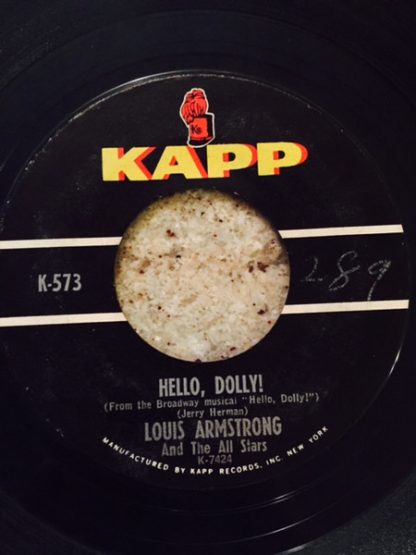 KAPP
K-573
289
HELLO, DOLLY!
(From the Broadway musical "Hello, Dolly!")
(Jerry Herman)
LOUIS ARMSTRONG
And The All Stars
K-7424
MANUFACTURED BY KAPP RECORDS, INC. NEW YORK